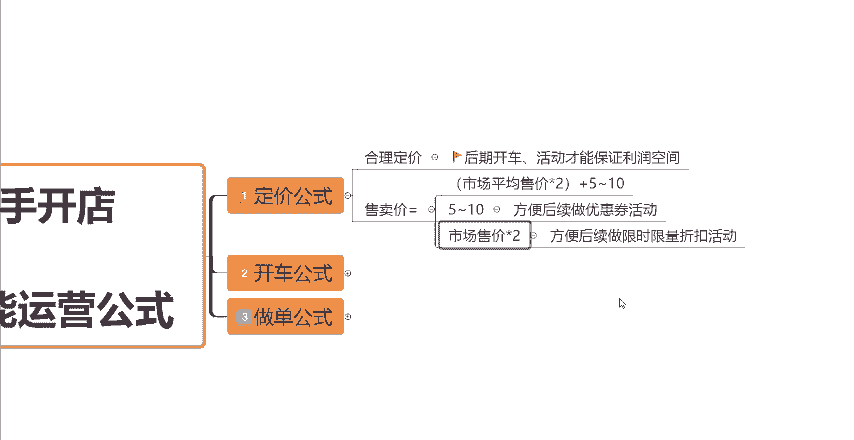 手开店
能运营公式
1 定价公式
合理定价
后期开车、活动才能保证利润空间
售卖价=
（市场平均售价*2）+5~10
5~10
方便后续做优惠券活动
市场售价*2
方便后续做限时限量折扣活动
2 开车公式
3 做单公式